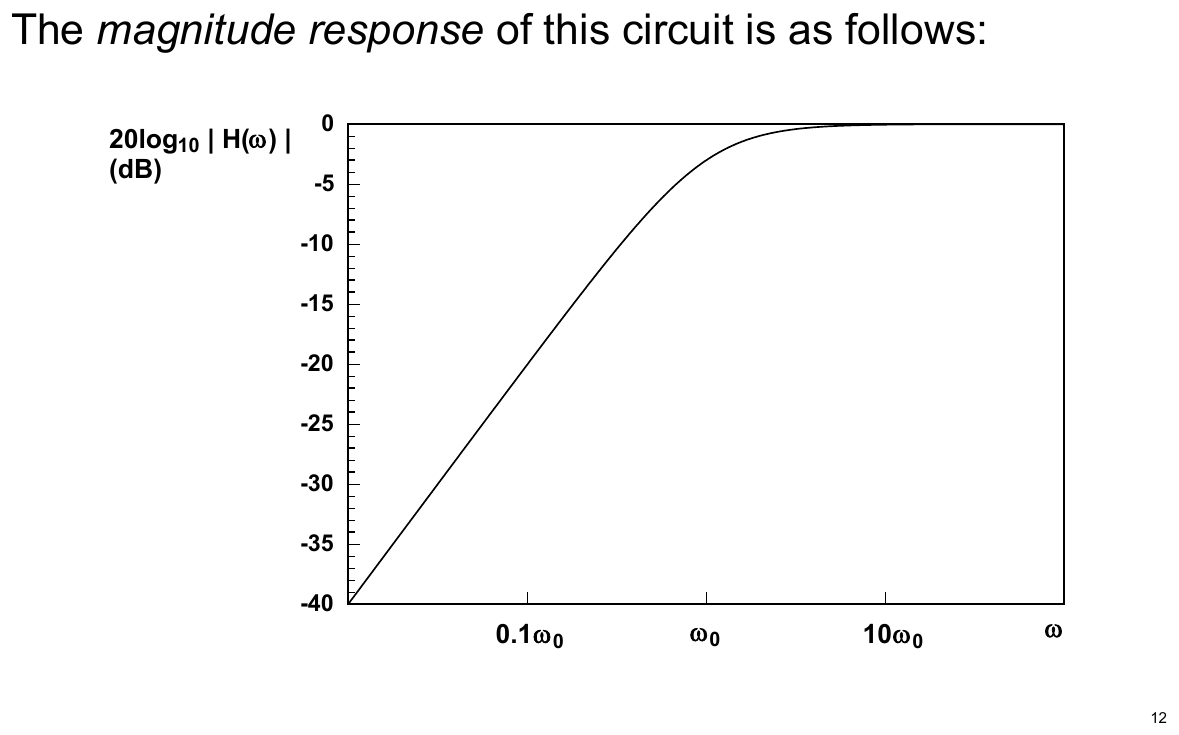 The magnitude response of this circuit is as follows:
20log₁₀ | H(ω) |
(dB)
0
-5
-10
-15
-20
-25
-30
-35
-40
0.1ω₀ ω₀ 10ω₀ ω
12